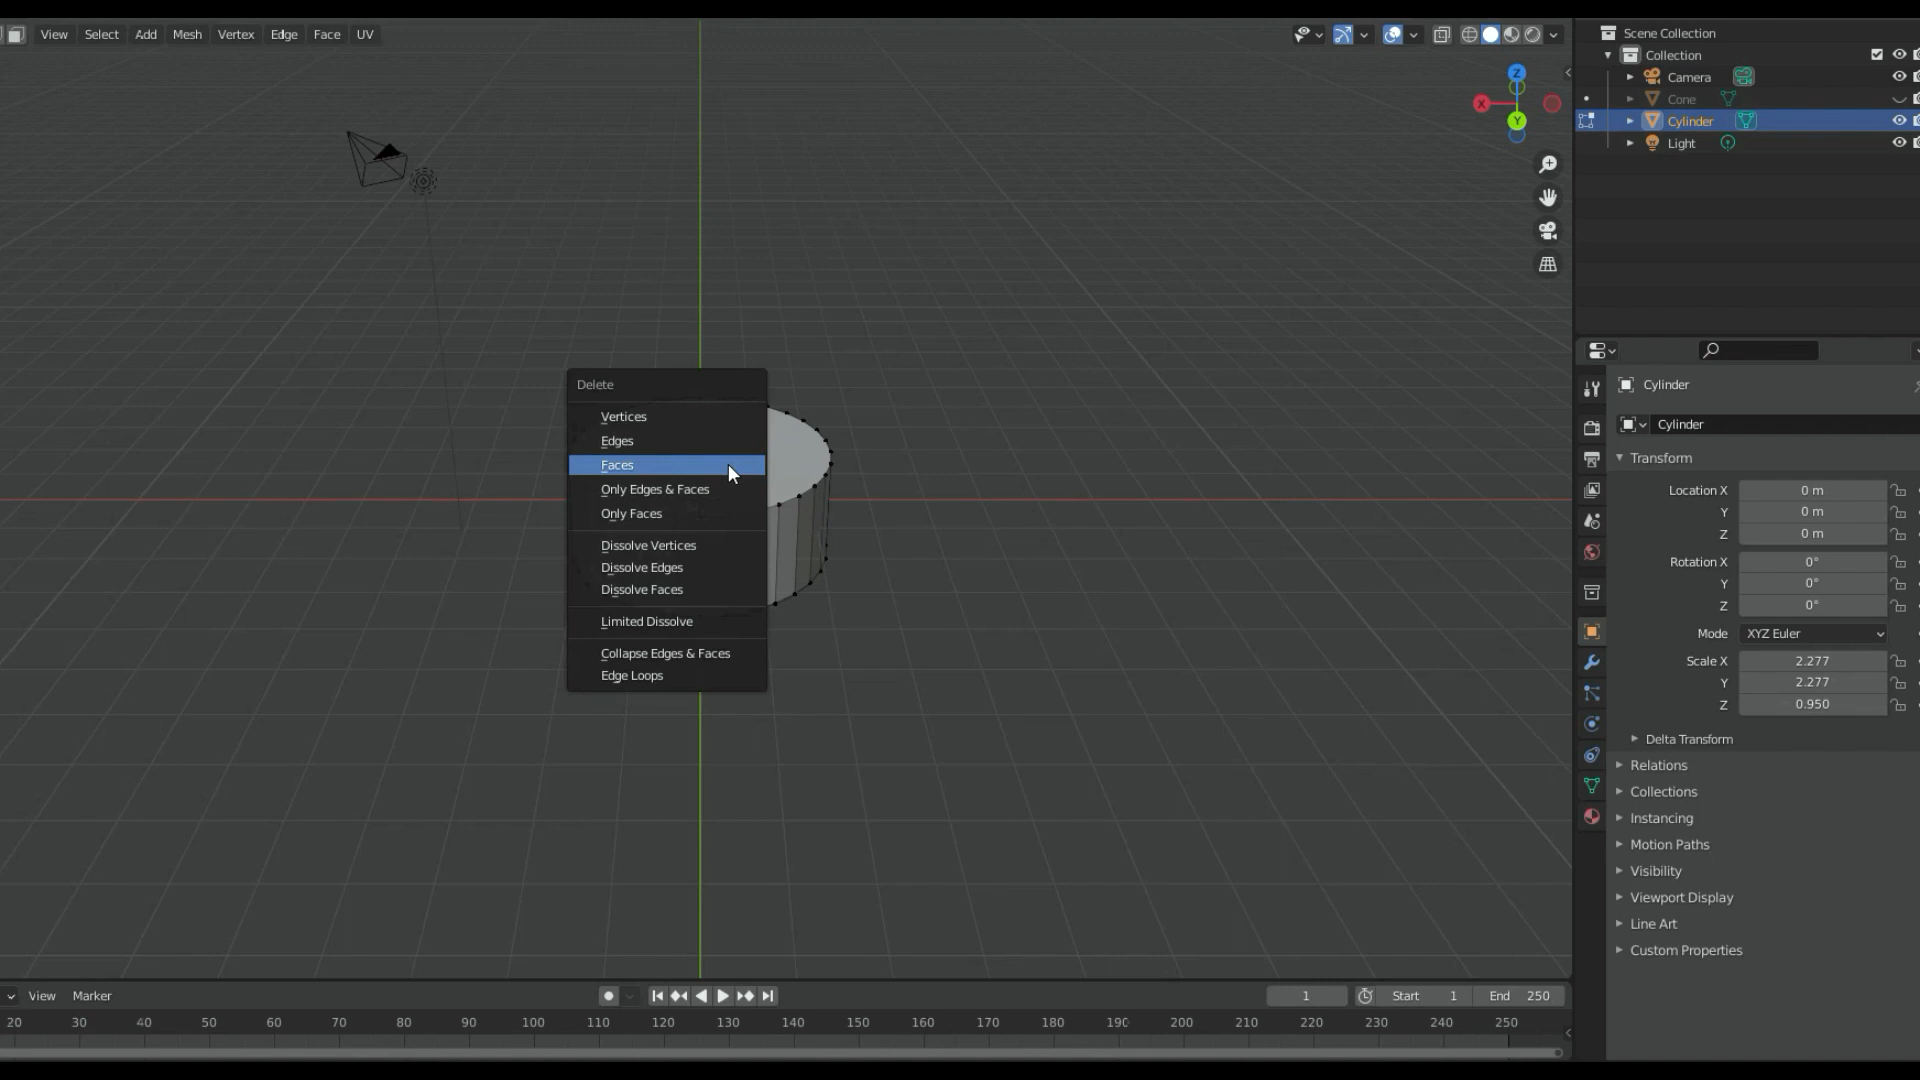 View Select Add Mesh Vertex Edge Face UV
Z
X
Y
Scene Collection
Collection
Camera
Cone
Cylinder
Light
Delete
Vertices
Edges
Faces
Only Edges & Faces
Only Faces
Dissolve Vertices
Dissolve Edges
Dissolve Faces
Limited Dissolve
Collapse Edges & Faces
Edge Loops
Cylinder
Cylinder
Transform
Location X 0 m
Y 0 m
Z 0 m
Rotation X 0°
Y 0°
Z 0°
Mode XYZ Euler
Scale X 2.277
Y 2.277
Z 0.950
Delta Transform
Relations
Collections
Instancing
Motion Paths
Visibility
Viewport Display
Line Art
Custom Properties
View Marker 1 Start 1 End 250
20 30 40 50 60 70 80 90 100 110 120 130 140 150 160 170 180 190 200 210 220 230 240 250